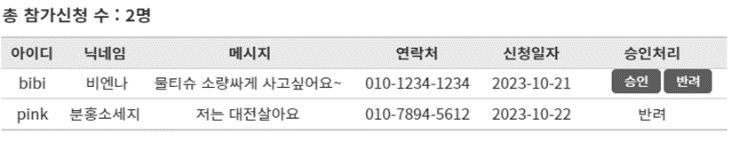 총 참가신청 수 : 2명
아이디 닉네임 메시지 연락처 신청일자 승인처리
bibi 비엔나 물티슈 소량싸게 사고싶어요~ 010-1234-1234 2023-10-21 승인 반려
pink 분홍소세지 저는 대전살아요 010-7894-5612 2023-10-22 반려